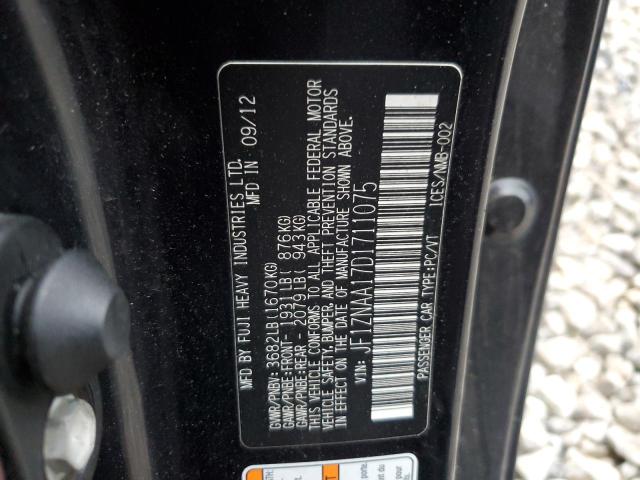 MFD BY FUJI HEAVY INDUSTRIES LTD.
MFD IN 09/12
GVWR/PNBV:3682LB(1670KG)
GAWR/PNBE-FRONT- 1931LB( 876KG)
GAWR/PNBE-REAR - 2079LB( 943KG)
THIS VEHICLE CONFORMS TO ALL APPLICABLE FEDERAL MOTOR
VEHICLE SAFETY,BUMPER,AND THEFT PREVENTION STANDARDS
IN EFFECT ON THE DATE OF MANUFACTURE SHOWN ABOVE.
VIN: JF1ZNAA17D1711075
PASSENGER CAR TYPE:PC/VT ICES/NMB-002